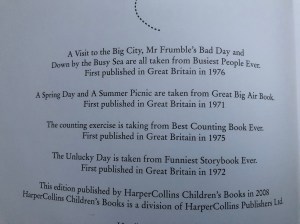 A Visit to the Big City, Mr Frumble's Bad Day and
Down by the Busy Sea are all taken from Busiest People Ever.
First published in Great Britain in 1976
A Spring Day and A Summer Picnic are taken from Great Big Air Book.
First published in Great Britain in 1971
The counting exercise is taking from Best Counting Book Ever.
First published in Great Britain in 1975
The Unlucky Day is taken from Funniest Storybook Ever.
First published in Great Britain in 1972
This edition published by HarperCollins Children's Books in 2008
HarperCollins Children's Books is a division of HarperCollins Publishers Ltd.